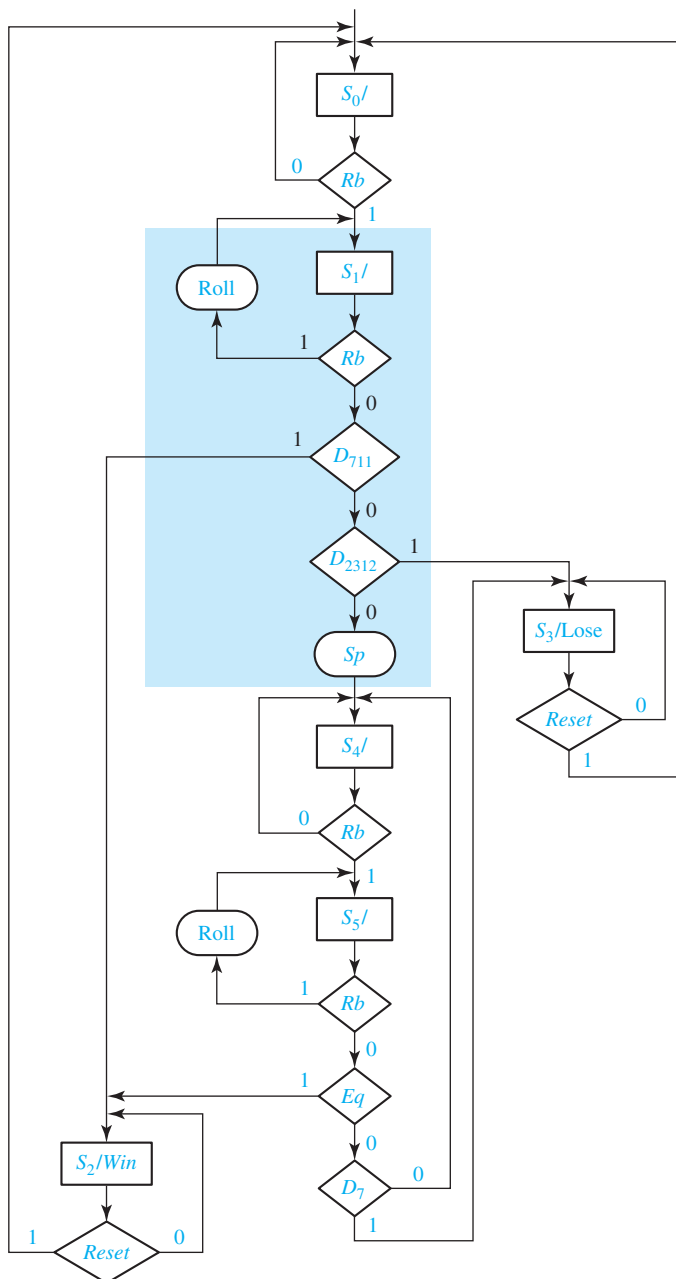 S₀/
0
Rb
1
Roll
S₁/
1
Rb
0
1
D₇₁₁
0
D₂₃₁₂
1
0
Sp
S₃/Lose
Reset
0
1
S₄/
0
Rb
1
Roll
S₅/
1
Rb
0
1
Eq
0
S₂/Win
D₇
0
1
1
Reset
0